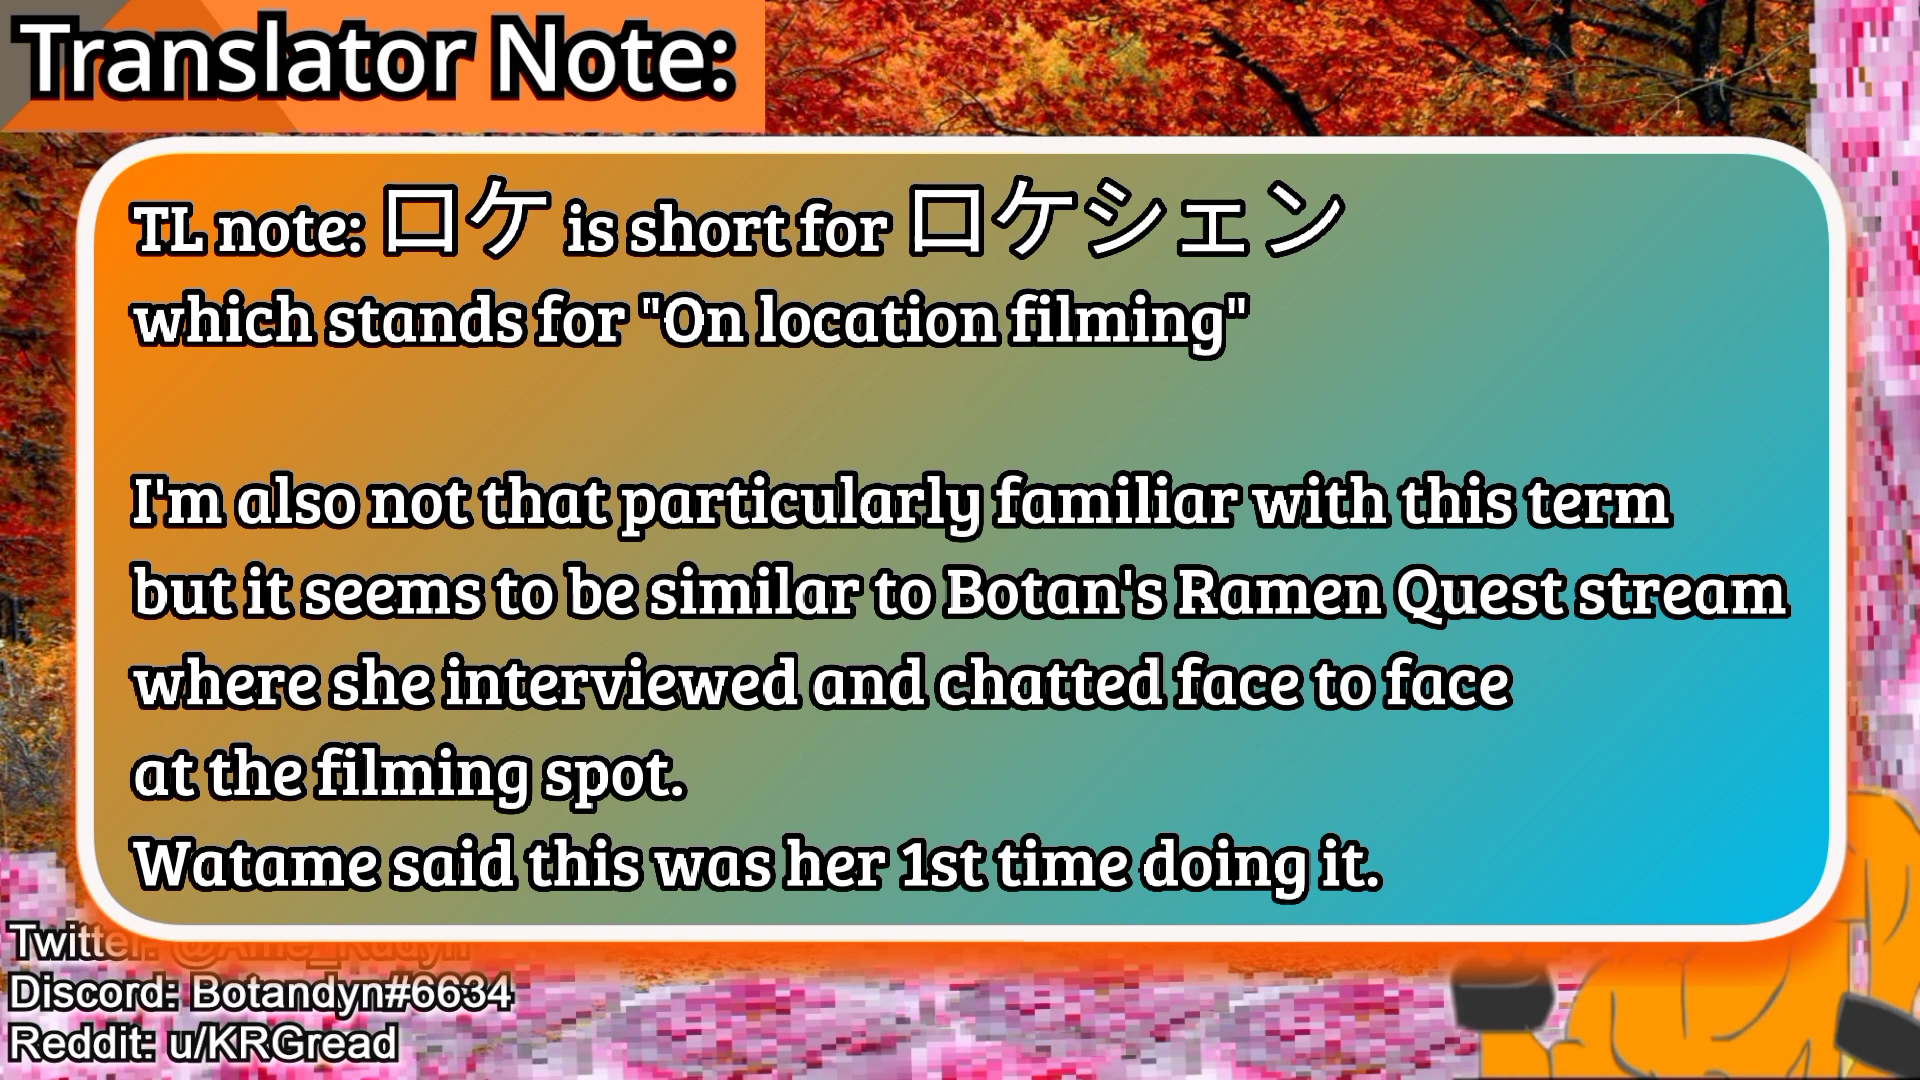 Translator Note:
TL note: ロケ is short for ロケシェン
which stands for "On location filming"
I'm also not that particularly familiar with this term
but it seems to be similar to Botan's Ramen Quest stream
where she interviewed and chatted face to face
at the filming spot.
Watame said this was her 1st time doing it.
Twitter:
Discord: Botandyn#6634
Reddit: u/KRGread